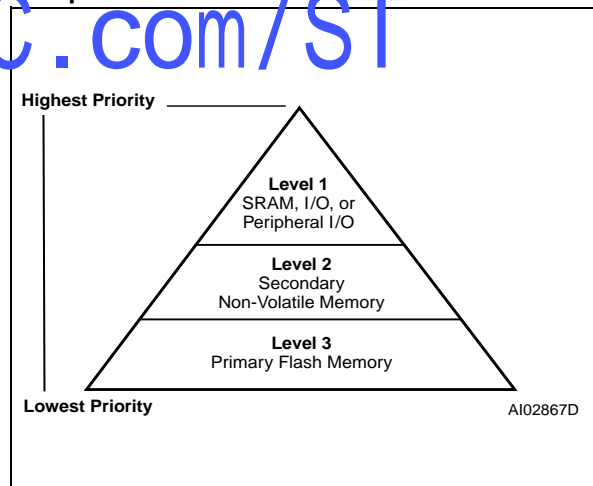 C.com/ST
Highest Priority
Level 1
SRAM, I/O, or
Peripheral I/O
Level 2
Secondary
Non-Volatile Memory
Level 3
Primary Flash Memory
Lowest Priority
AI02867D